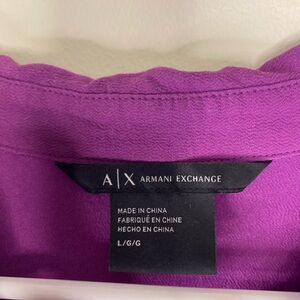 A|X ARMANI EXCHANGE
MADE IN CHINA
FABRIQUÉ EN CHINE
HECHO EN CHINA
L/G/G